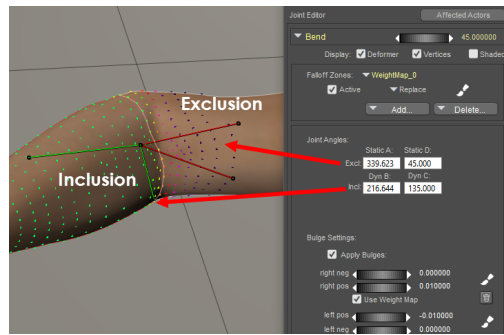 Joint Editor
Affected Actors
Bend 45.000000
Display: Deformer Vertices Shaded
Falloff Zones: WeightMap_0
Active Replace
Add... Delete...
Exclusion
Inclusion
Joint Angles:
Static A: Static D:
Excl: 339.623 45.000
Dyn B: Dyn C:
Incl: 216.644 135.000
Bulge Settings:
Apply Bulges:
right neg 0.000000
right pos 0.010000
Use Weight Map
left pos -0.010000
left neg 0.000000